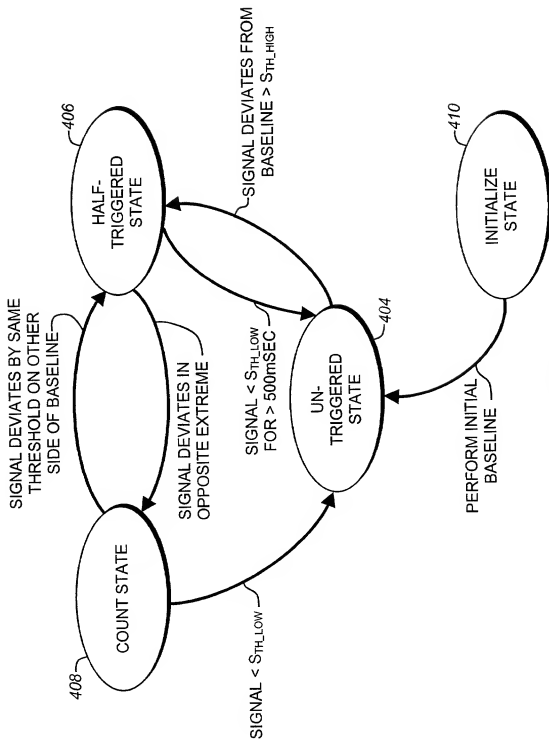 SIGNAL DEVIATES BY SAME
THRESHOLD ON OTHER
SIDE OF BASELINE
406
HALF-
TRIGGERED
STATE
408
COUNT STATE
SIGNAL DEVIATES IN
OPPOSITE EXTREME
SIGNAL DEVIATES FROM
BASELINE > STH_HIGH
SIGNAL < STH_LOW
FOR > 500mSEC
SIGNAL < STH_LOW
404
UN-
TRIGGERED
STATE
PERFORM INITIAL
BASELINE
410
INITIALIZE
STATE